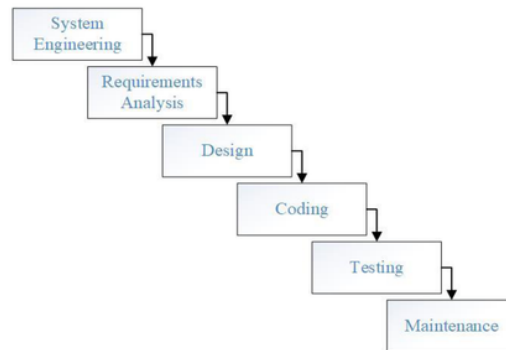 System
Engineering
Requirements
Analysis
Design
Coding
Testing
Maintenance